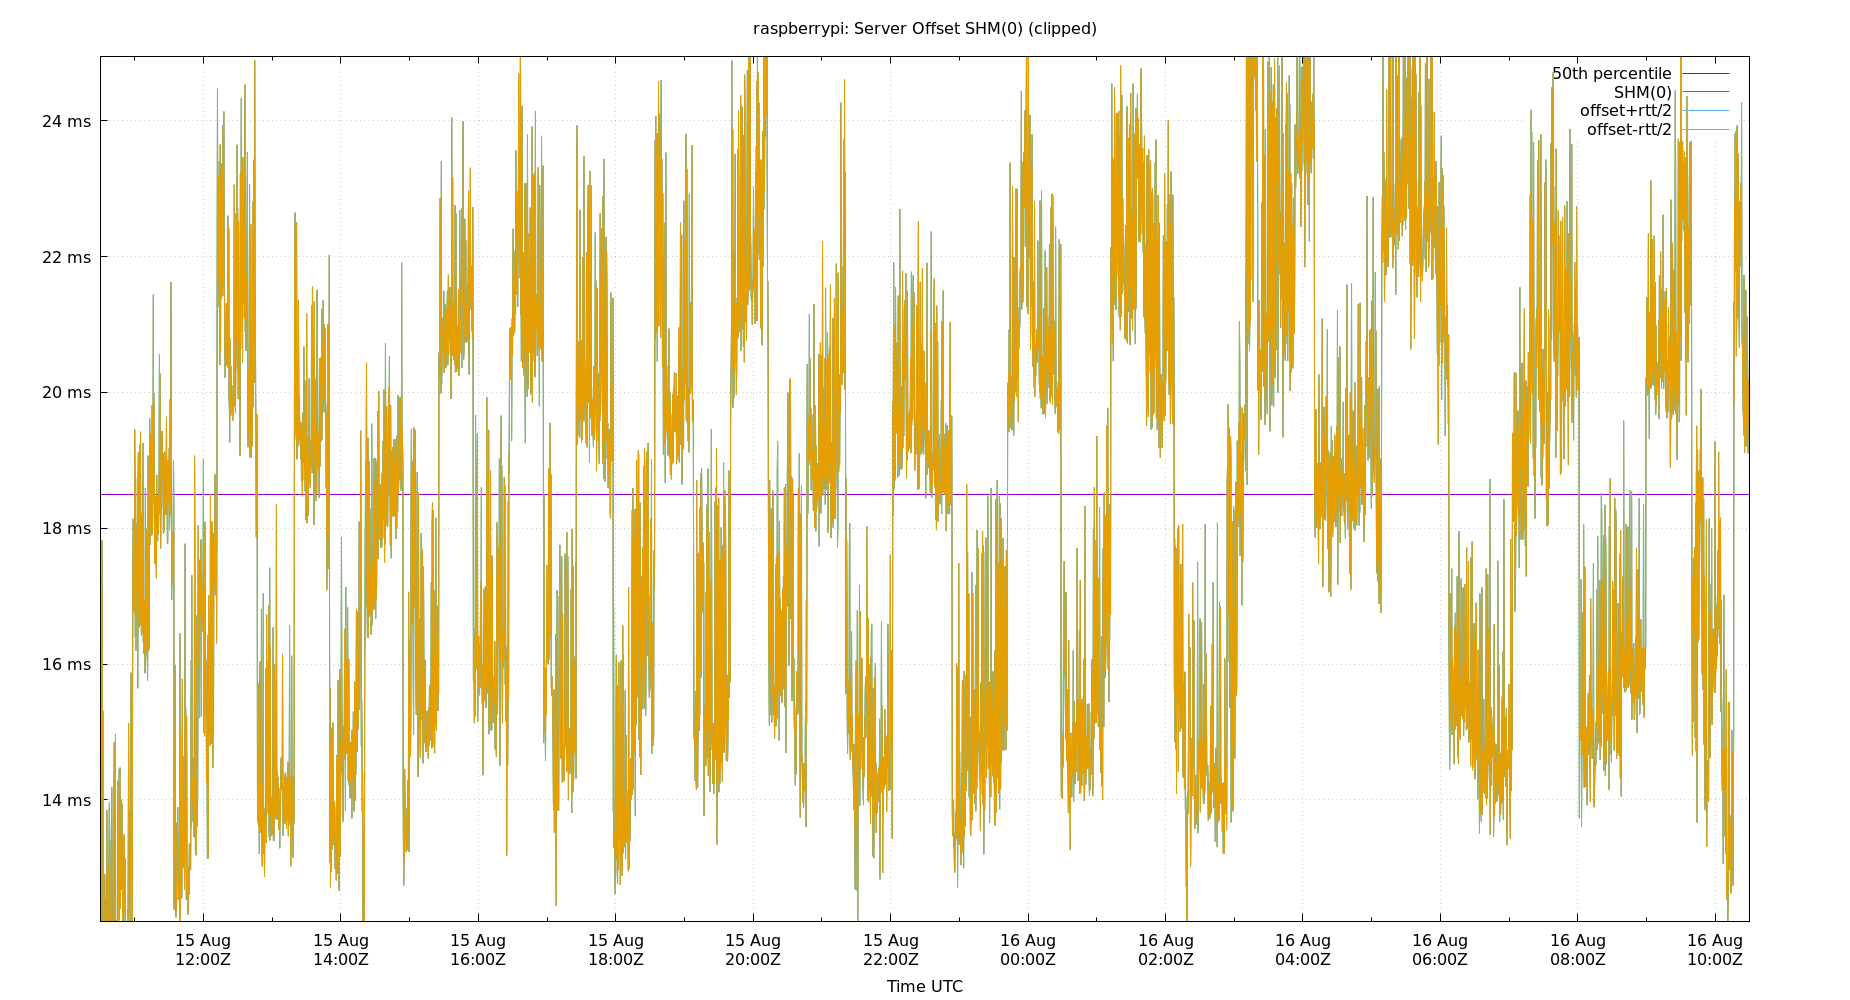 raspberrypi: Server Offset SHM(0) (clipped)
50th percentile
SHM(0)
offset+rtt/2
offset-rtt/2
24 ms
22 ms
20 ms
18 ms
16 ms
14 ms
15 Aug 15 Aug 15 Aug 15 Aug 15 Aug 15 Aug 16 Aug 16 Aug 16 Aug 16 Aug 16 Aug 16 Aug
12:00Z 14:00Z 16:00Z 18:00Z 20:00Z 22:00Z 00:00Z 02:00Z 04:00Z 06:00Z 08:00Z 10:00Z
Time UTC